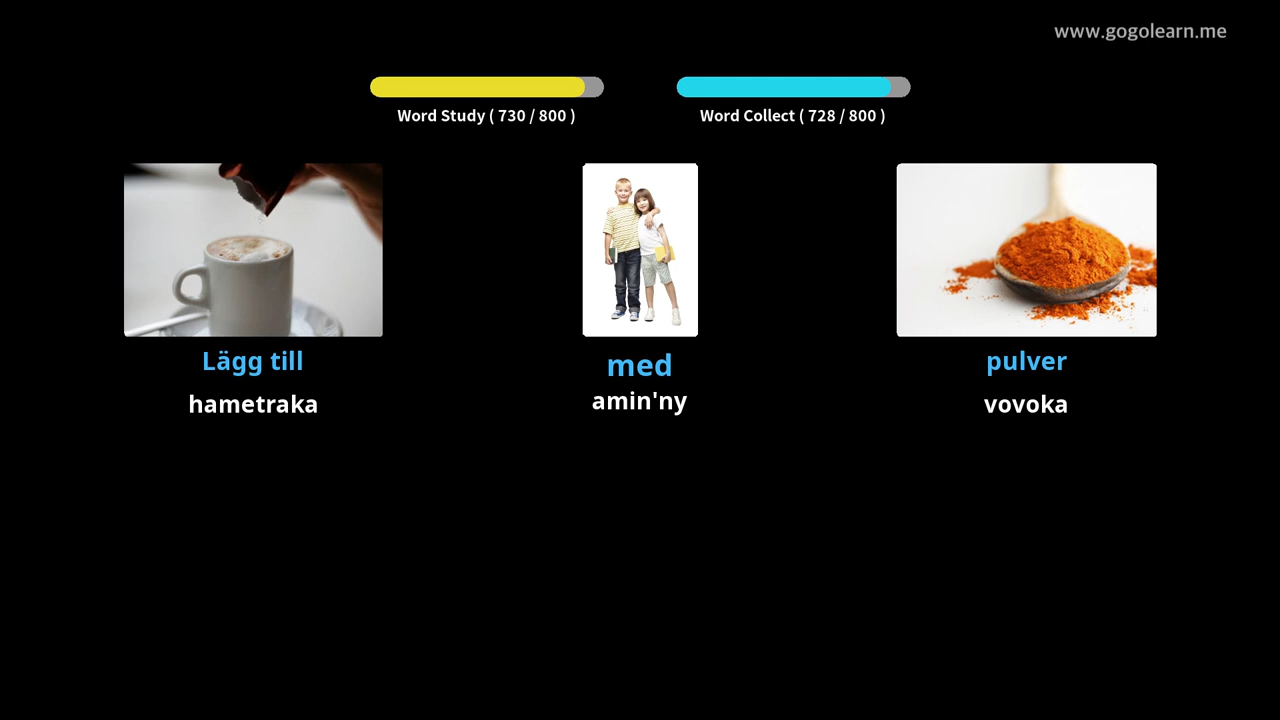 www.gogolearn.me
Word Study ( 730 / 800 )
Word Collect ( 728 / 800 )
Lägg till
hametraka
med
amin'ny
pulver
vovoka